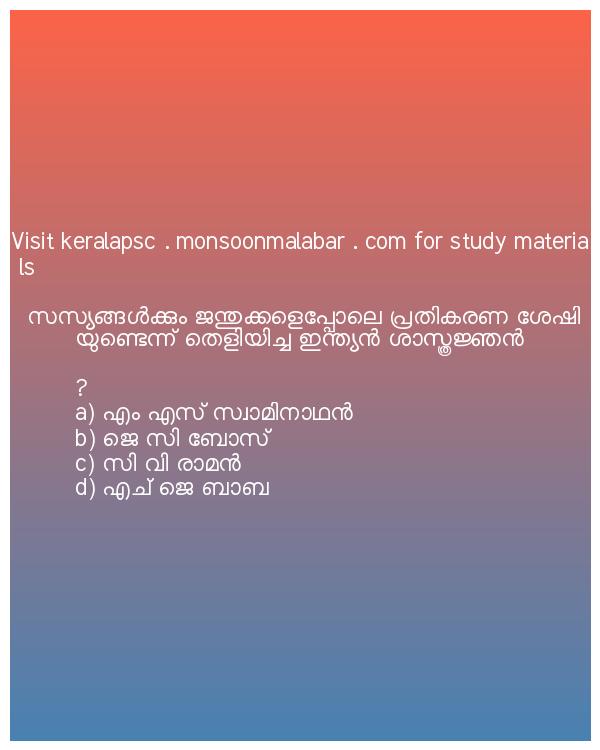 Visit keralapsc . monsoonmalabar . com for study materia
ls
സസ്യങ്ങൾക്കും ജന്തുക്കളെപ്പോലെ പ്രതികരണ ശേഷി
യുണ്ടെന്ന് തെളിയിച്ച ഇന്ത്യൻ ശാസ്ത്രജ്ഞൻ
?
a) എം എസ് സ്വാമിനാഥൻ
b) ജെ സി ബോസ്
c) സി വി രാമൻ
d) എച് ജെ ബാബ